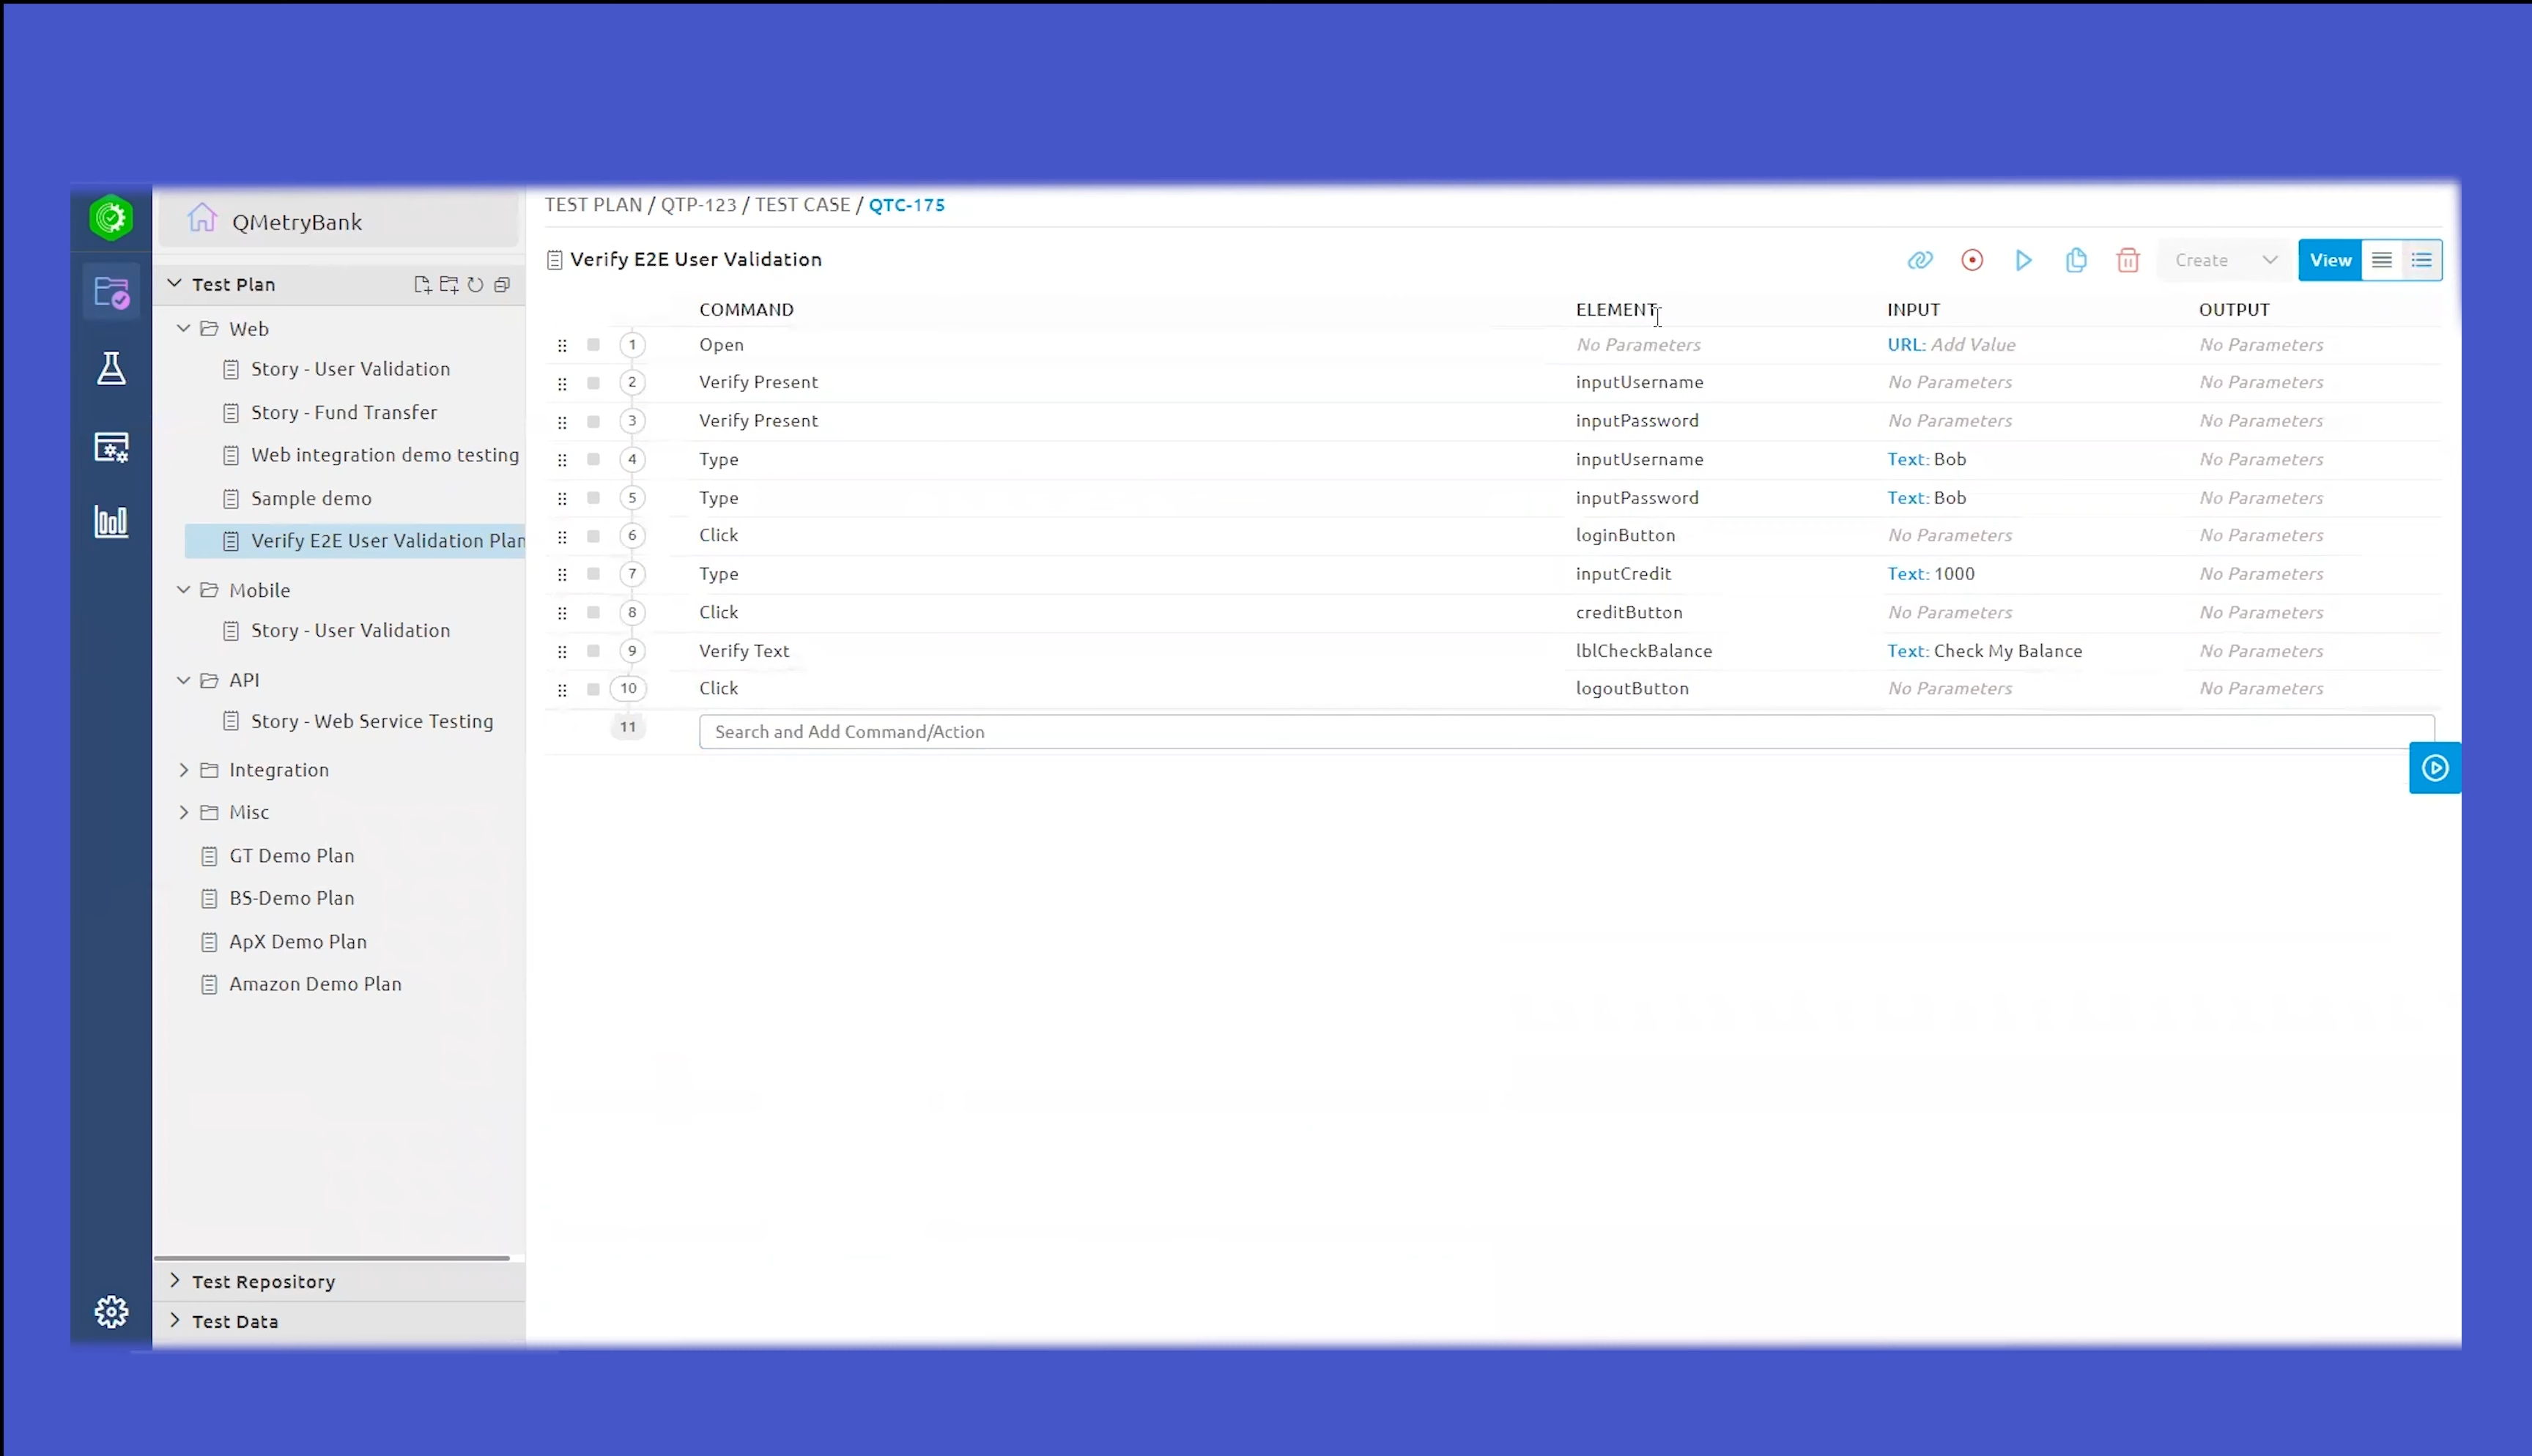 QMetryBank
Test Plan
Web
Story - User Validation
Story - Fund Transfer
Web integration demo testing
Sample demo
Verify E2E User Validation Plan
Mobile
Story - User Validation
API
Story - Web Service Testing
Integration
Misc
GT Demo Plan
BS-Demo Plan
ApX Demo Plan
Amazon Demo Plan
Test Repository
Test Data
TEST PLAN / QTP-123 / TEST CASE / QTC-175
Verify E2E User Validation
Create
View
COMMAND ELEMENT INPUT OUTPUT
1 Open No Parameters URL: Add Value No Parameters
2 Verify Present inputUsername No Parameters No Parameters
3 Verify Present inputPassword No Parameters No Parameters
4 Type inputUsername Text: Bob No Parameters
5 Type inputPassword Text: Bob No Parameters
6 Click loginButton No Parameters No Parameters
7 Type inputCredit Text: 1000 No Parameters
8 Click creditButton No Parameters No Parameters
9 Verify Text lblCheckBalance Text: Check My Balance No Parameters
10 Click logoutButton No Parameters No Parameters
11 Search and Add Command/Action